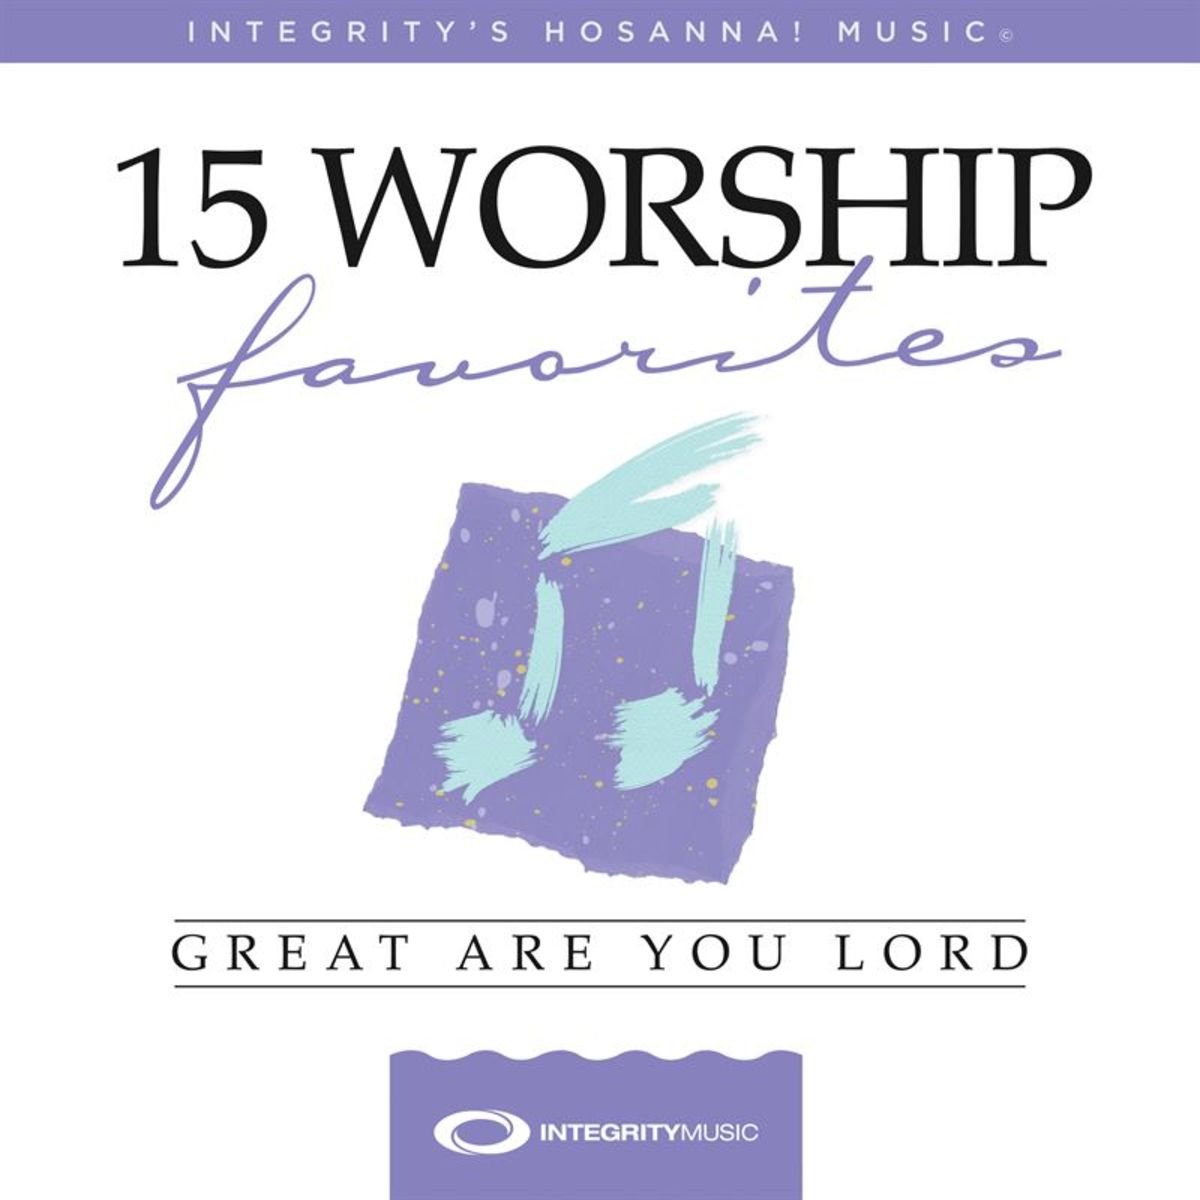 INTEGRITY'S HOSANNA! MUSIC©
15 WORSHIP
favorites
GREAT ARE YOU LORD
INTEGRITYMUSIC